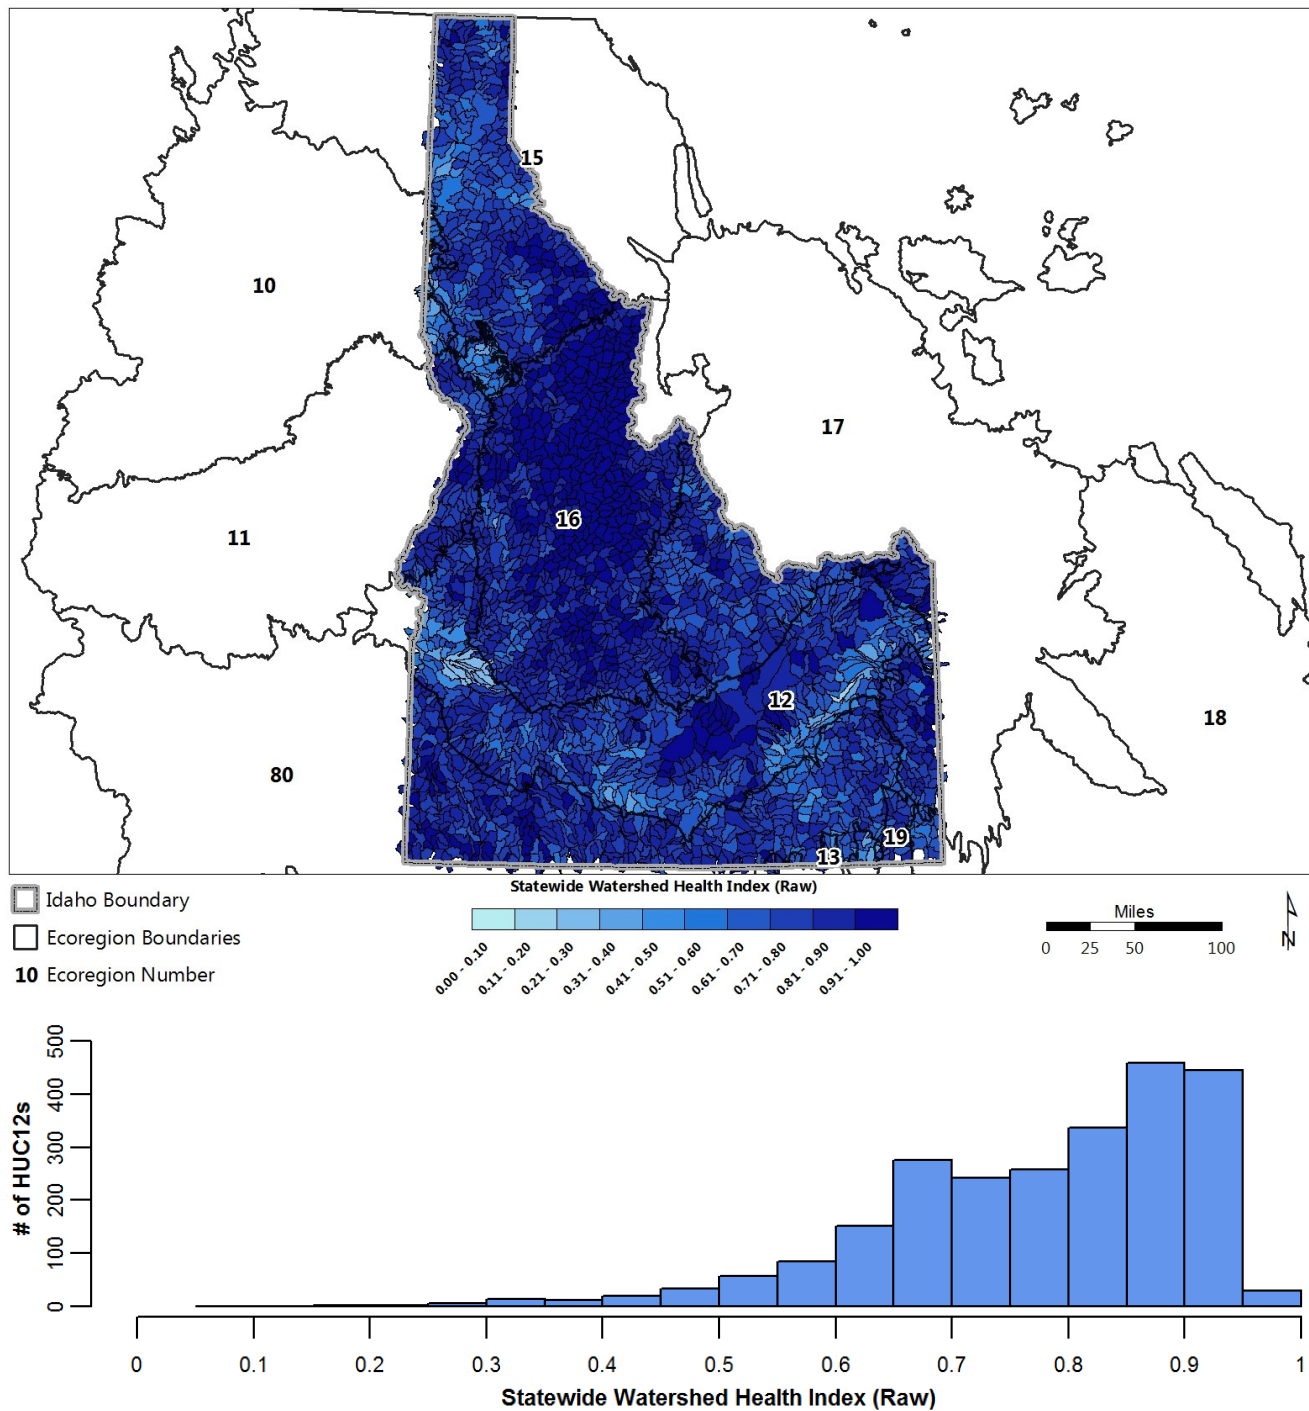 15
10
17
11
16
12
18
80
19
13
Statewide Watershed Health Index (Raw)
Idaho Boundary
Ecoregion Boundaries
10 Ecoregion Number
0.00 - 0.10
0.11 - 0.20
0.21 - 0.30
0.31 - 0.40
0.41 - 0.50
0.51 - 0.60
0.61 - 0.70
0.71 - 0.80
0.81 - 0.90
0.91 - 1.00
Miles
0 25 50 100
N
# of HUC12s
500
400
300
200
100
0
0 0.1 0.2 0.3 0.4 0.5 0.6 0.7 0.8 0.9 1
Statewide Watershed Health Index (Raw)